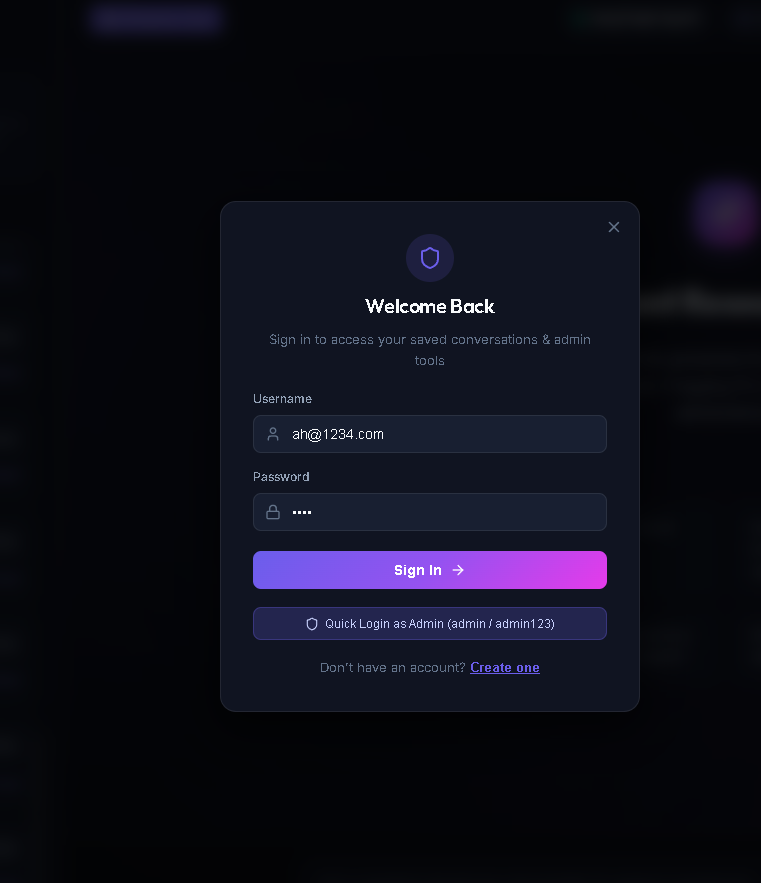 Welcome Back
Sign in to access your saved conversations & admin
tools
Username
ah@1234.com
Password
••••
Sign In →
Quick Login as Admin (admin / admin123)
Don't have an account? Create one